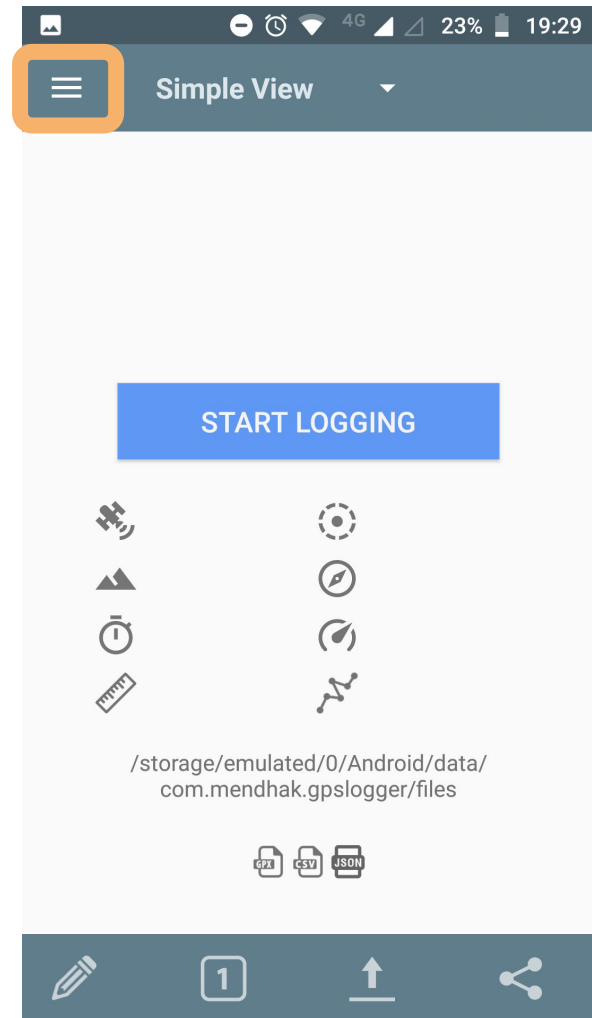 4G 23% 19:29
Simple View
START LOGGING
/storage/emulated/0/Android/data/
com.mendhak.gpslogger/files
GPX CSV JSON
1